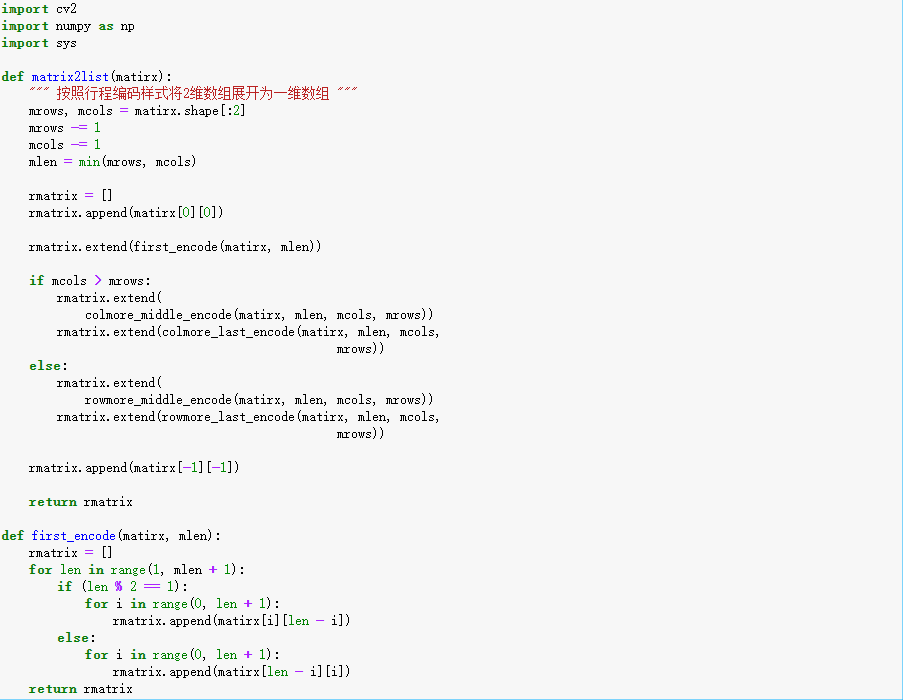 import cv2
import numpy as np
import sys
def matrix2list(matirx):
""" 按照行程编码样式将2维数组展开为一维数组 """
mrows, mcols = matirx.shape[:2]
mrows -= 1
mcols -= 1
mlen = min(mrows, mcols)
rmatrix = []
rmatrix.append(matirx[0][0])
rmatrix.extend(first_encode(matirx, mlen))
if mcols > mrows:
rmatrix.extend(
colmore_middle_encode(matirx, mlen, mcols, mrows))
rmatrix.extend(colmore_last_encode(matirx, mlen, mcols,
mrows))
else:
rmatrix.extend(
rowmore_middle_encode(matirx, mlen, mcols, mrows))
rmatrix.extend(rowmore_last_encode(matirx, mlen, mcols,
mrows))
rmatrix.append(matirx[-1][-1])
return rmatrix
def first_encode(matirx, mlen):
rmatrix = []
for len in range(1, mlen + 1):
if (len % 2 == 1):
for i in range(0, len + 1):
rmatrix.append(matirx[i][len - i])
else:
for i in range(0, len + 1):
rmatrix.append(matirx[len - i][i])
return rmatrix